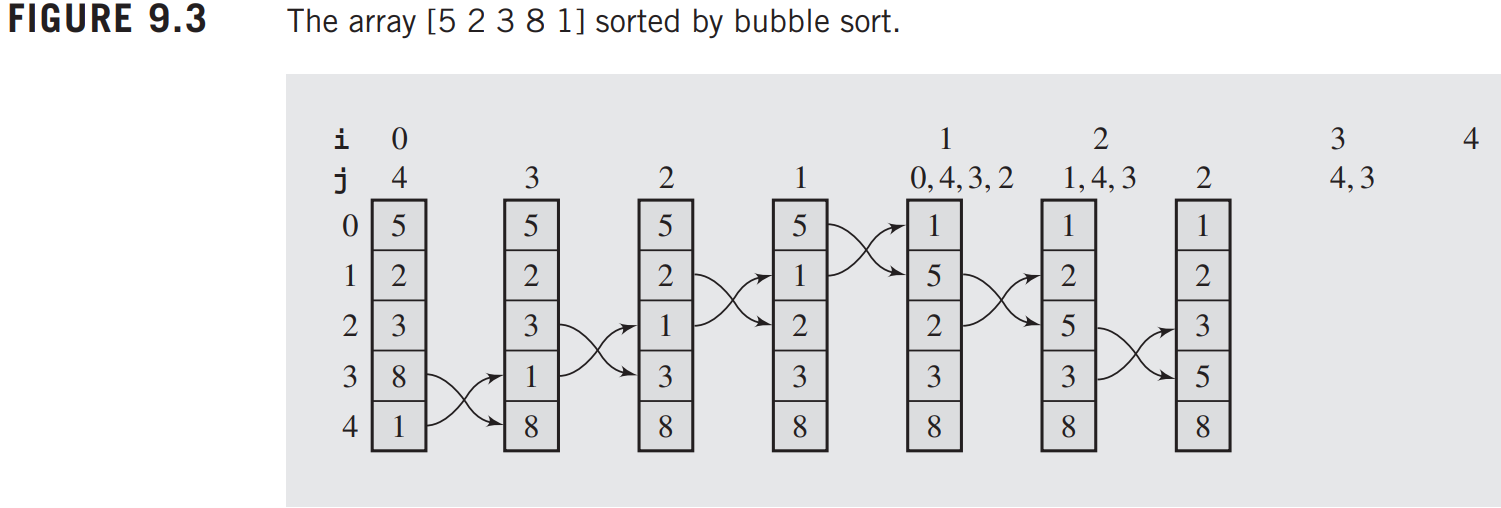 FIGURE 9.3 The array [5 2 3 8 1] sorted by bubble sort.
i 0 1 2 3 4
j 4 3 2 1 0, 4, 3, 2 1, 4, 3 2 4, 3
0 5 5 5 5 1 1 1
1 2 2 2 1 5 2 2
2 3 3 1 2 2 5 3
3 8 1 3 3 3 3 5
4 1 8 8 8 8 8 8